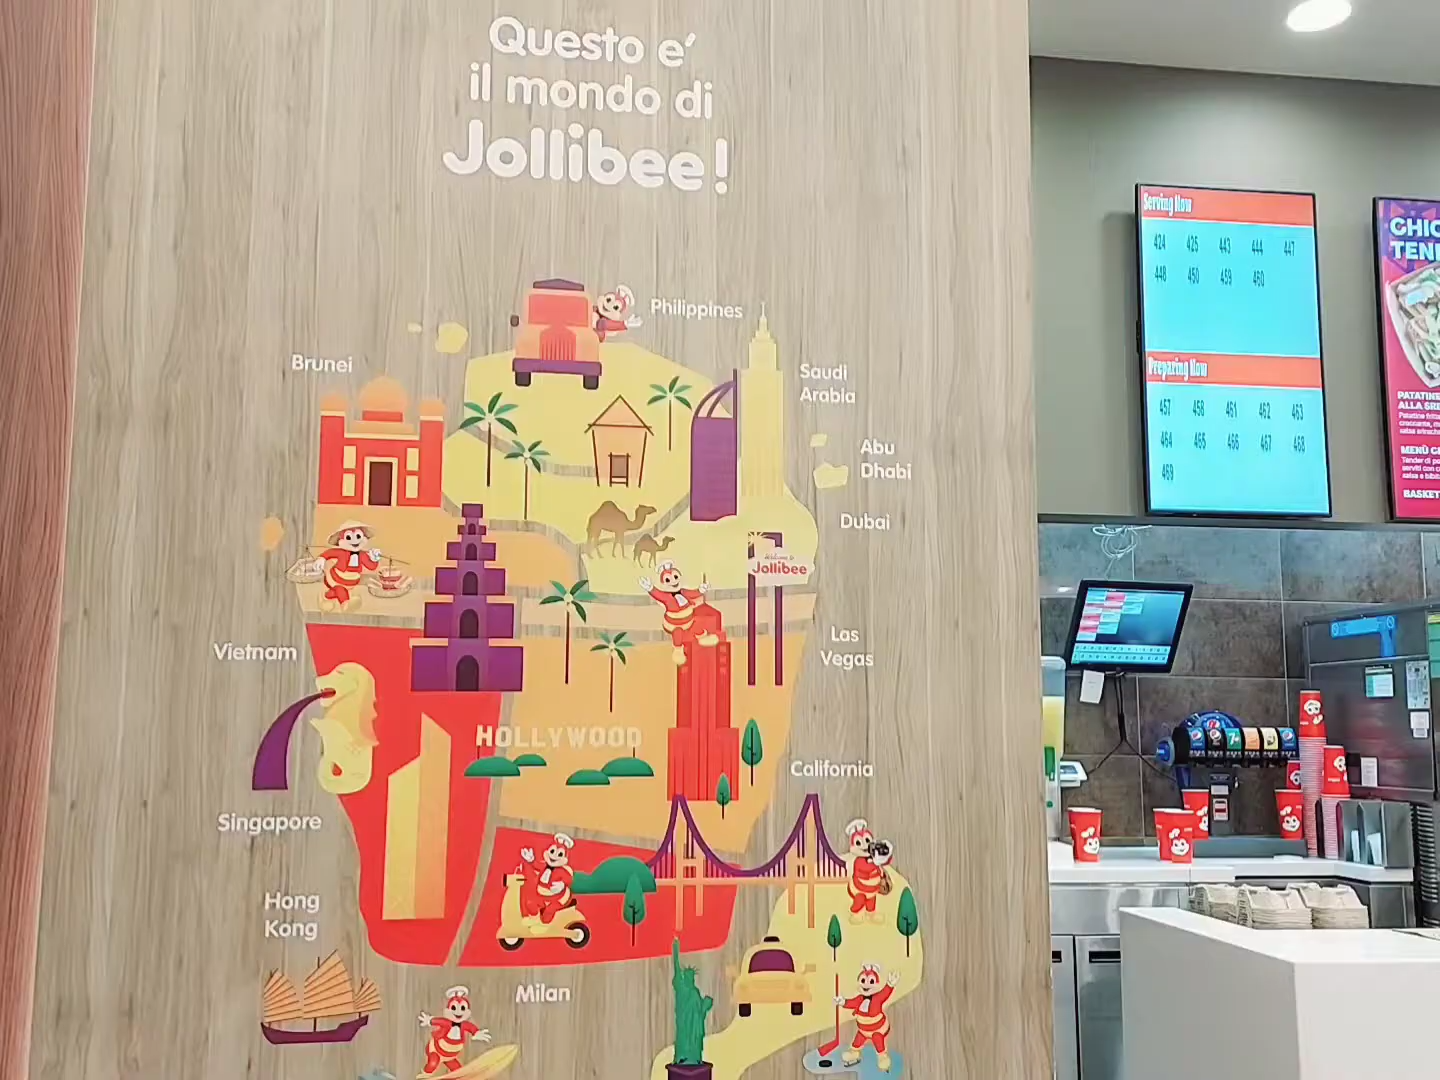 Questo e'
il mondo di
Jollibee!
Philippines
Brunei
Saudi
Arabia
Abu
Dhabi
Dubai
Jollibee
Vietnam
Las
Vegas
HOLLYWOOD
California
Singapore
Hong
Kong
Milan
Serving Now
424 425 443 444 447
448 450 459 460
Preparing Now
457 458 461 462 463
464 465 466 467 468
469
CHIC
TEN
PATATINE
ALLA
MENÙ
BASKET